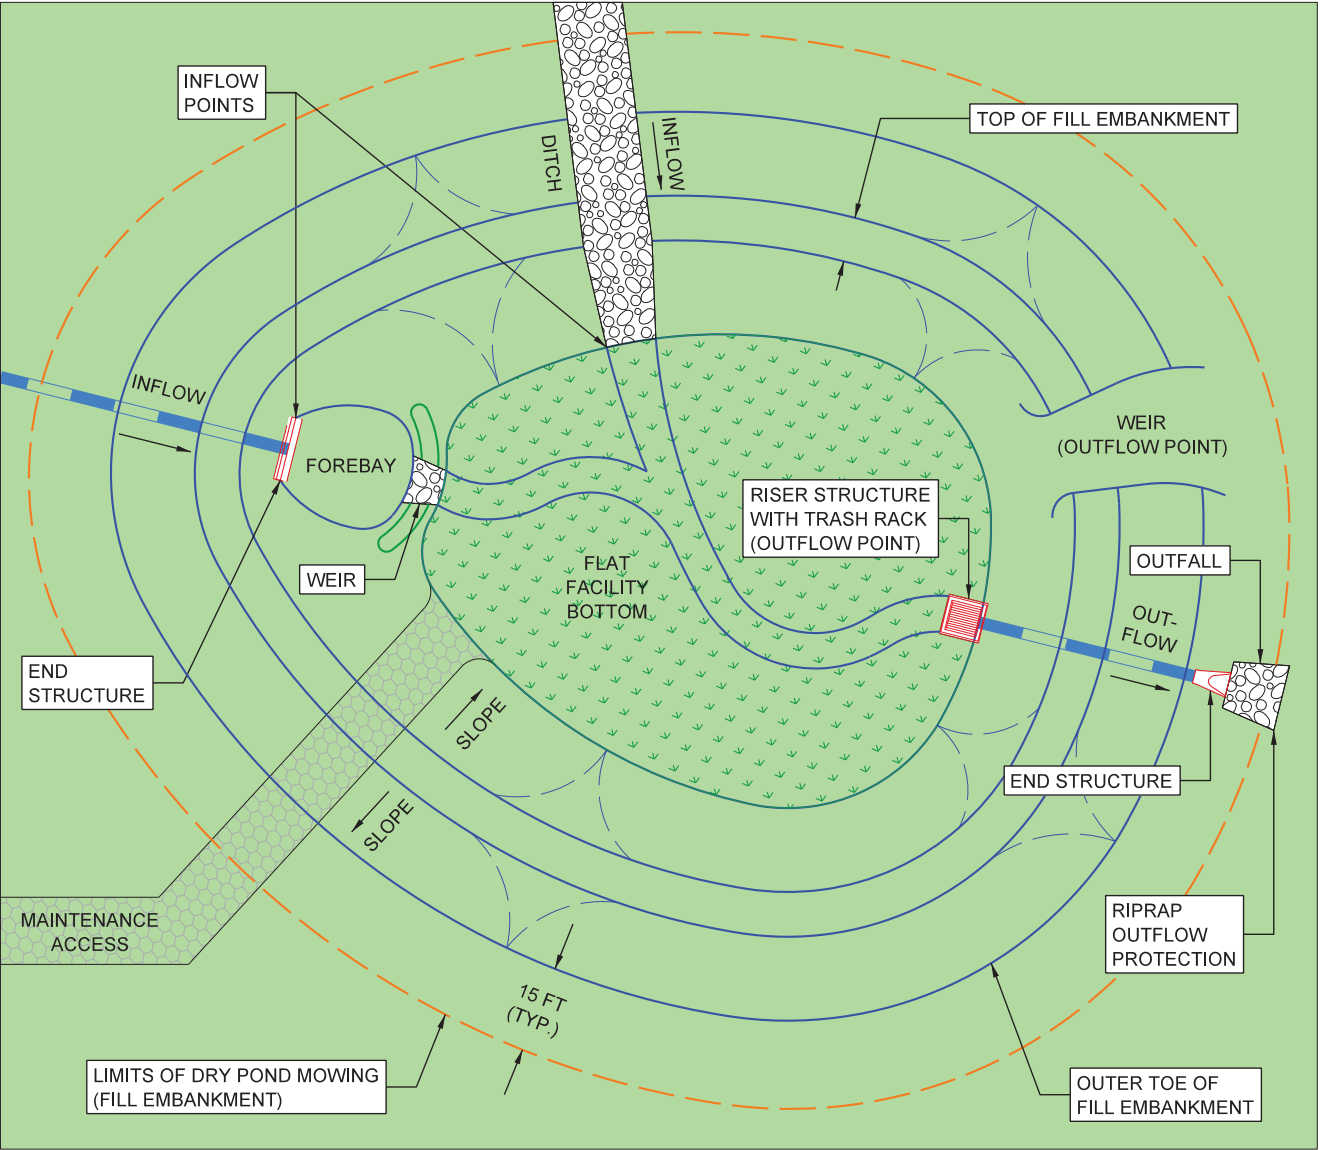 INFLOW
POINTS
DITCH
INFLOW
TOP OF FILL EMBANKMENT
INFLOW
FOREBAY
WEIR
(OUTFLOW POINT)
RISER STRUCTURE
WITH TRASH RACK
(OUTFLOW POINT)
OUTFALL
WEIR
FLAT
FACILITY
BOTTOM
OUT-
FLOW
END
STRUCTURE
SLOPE
SLOPE
END STRUCTURE
MAINTENANCE
ACCESS
RIPRAP
OUTFLOW
PROTECTION
15 FT
(TYP.)
LIMITS OF DRY POND MOWING
(FILL EMBANKMENT)
OUTER TOE OF
FILL EMBANKMENT